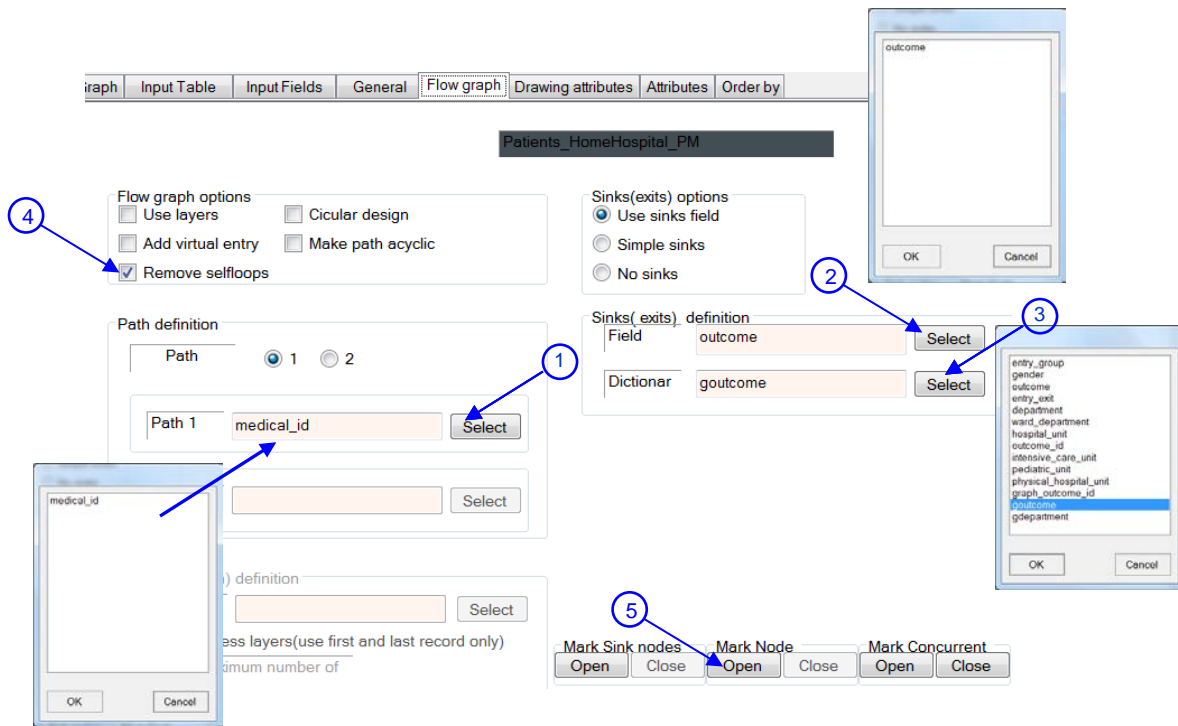 outcome
OK Cancel
Graph Input Table Input Fields General Flow graph Drawing attributes Attributes Order by
Patients_HomeHospital_PM
Flow graph options
Use layers Cicular design
Add virtual entry Make path acyclic
Remove selfloops
4
Sinks(exits) options
Use sinks field
Simple sinks
No sinks
2
3
Path definition
Path 1 2
1
Path 1 medical_id Select
Select
Sinks( exits) definition
Field outcome Select
Dictionar goutcome Select
entry_group
gender
outcome
entry_exit
department
ward_department
hospital_unit
outcome_id
intensive_care_unit
pediatric_unit
physical_hospital_unit
graph_outcome_id
goutcome
gdepartment
OK Cancel
medical_id
OK Cancel
) definition
Select
ess layers(use first and last record only)
ximum number of
5
Mark Sink nodes Mark Node Mark Concurrent
Open Close Open Close Open Close